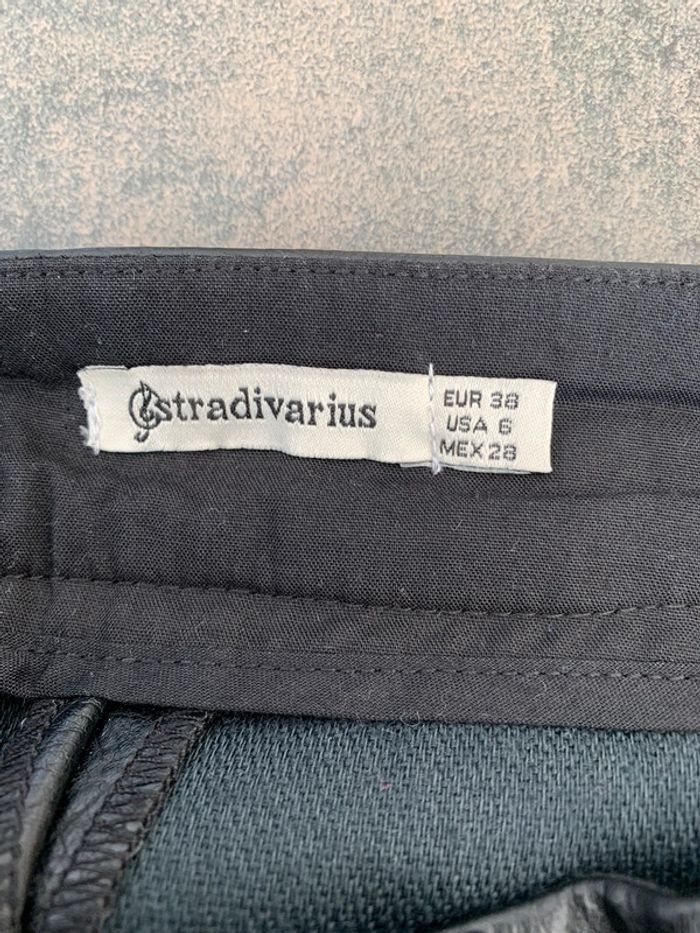 stradivarius
EUR 38
USA 6
MEX 28